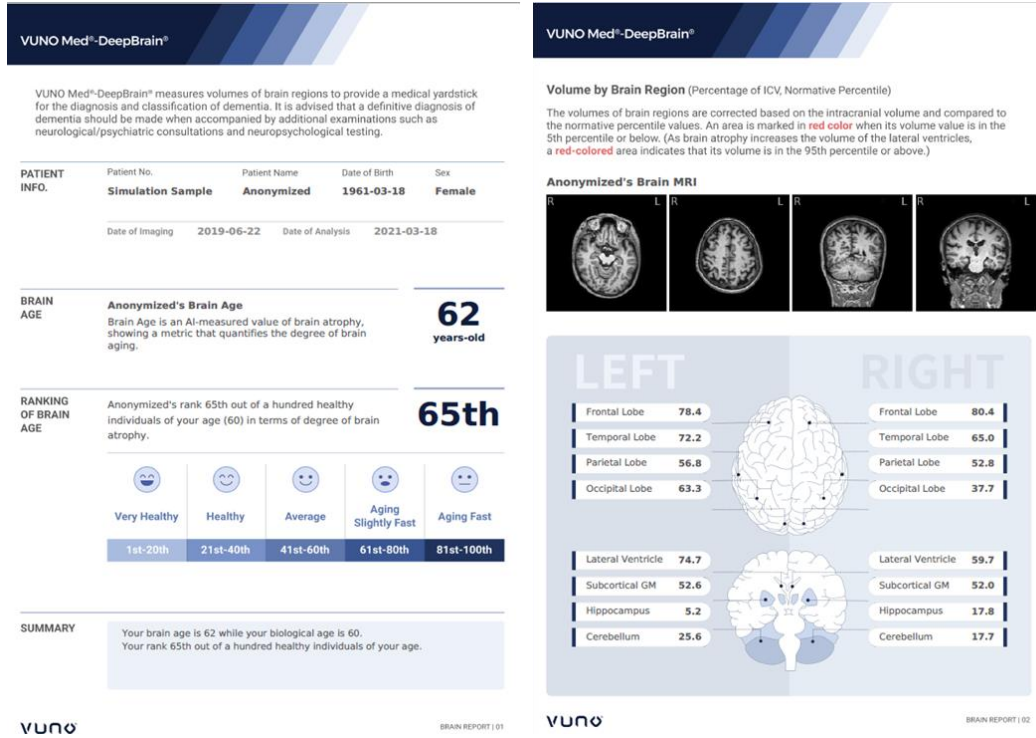 VUNO Med®-DeepBrain®
VUNO Med®-DeepBrain® measures volumes of brain regions to provide a medical yardstick
for the diagnosis and classification of dementia. It is advised that a definitive diagnosis of
dementia should be made when accompanied by additional examinations such as
neurological/psychiatric consultations and neuropsychological testing.
PATIENT
INFO.
Patient No. Patient Name Date of Birth Sex
Simulation Sample Anonymized 1961-03-18 Female
Date of Imaging 2019-06-22 Date of Analysis 2021-03-18
BRAIN
AGE
Anonymized's Brain Age
Brain Age is an AI-measured value of brain atrophy,
showing a metric that quantifies the degree of brain
aging.
62
years-old
RANKING
OF BRAIN
AGE
Anonymized's rank 65th out of a hundred healthy
individuals of your age (60) in terms of degree of brain
atrophy.
65th
Very Healthy Healthy Average Aging Slightly Fast Aging Fast
1st-20th 21st-40th 41st-60th 61st-80th 81st-100th
SUMMARY
Your brain age is 62 while your biological age is 60.
Your rank 65th out of a hundred healthy individuals of your age.
VUNO
BRAIN REPORT | 01
VUNO Med®-DeepBrain®
Volume by Brain Region (Percentage of ICV, Normative Percentile)
The volumes of brain regions are corrected based on the intracranial volume and compared to
the normative percentile values. An area is marked in red color when its volume value is in the
5th percentile or below. (As brain atrophy increases the volume of the lateral ventricles,
a red-colored area indicates that its volume is in the 95th percentile or above.)
Anonymized's Brain MRI
R L R L R L R L
LEFT RIGHT
Frontal Lobe 78.4 Frontal Lobe 80.4
Temporal Lobe 72.2 Temporal Lobe 65.0
Parietal Lobe 56.8 Parietal Lobe 52.8
Occipital Lobe 63.3 Occipital Lobe 37.7
Lateral Ventricle 74.7 Lateral Ventricle 59.7
Subcortical GM 52.6 Subcortical GM 52.0
Hippocampus 5.2 Hippocampus 17.8
Cerebellum 25.6 Cerebellum 17.7
VUNO
BRAIN REPORT | 02